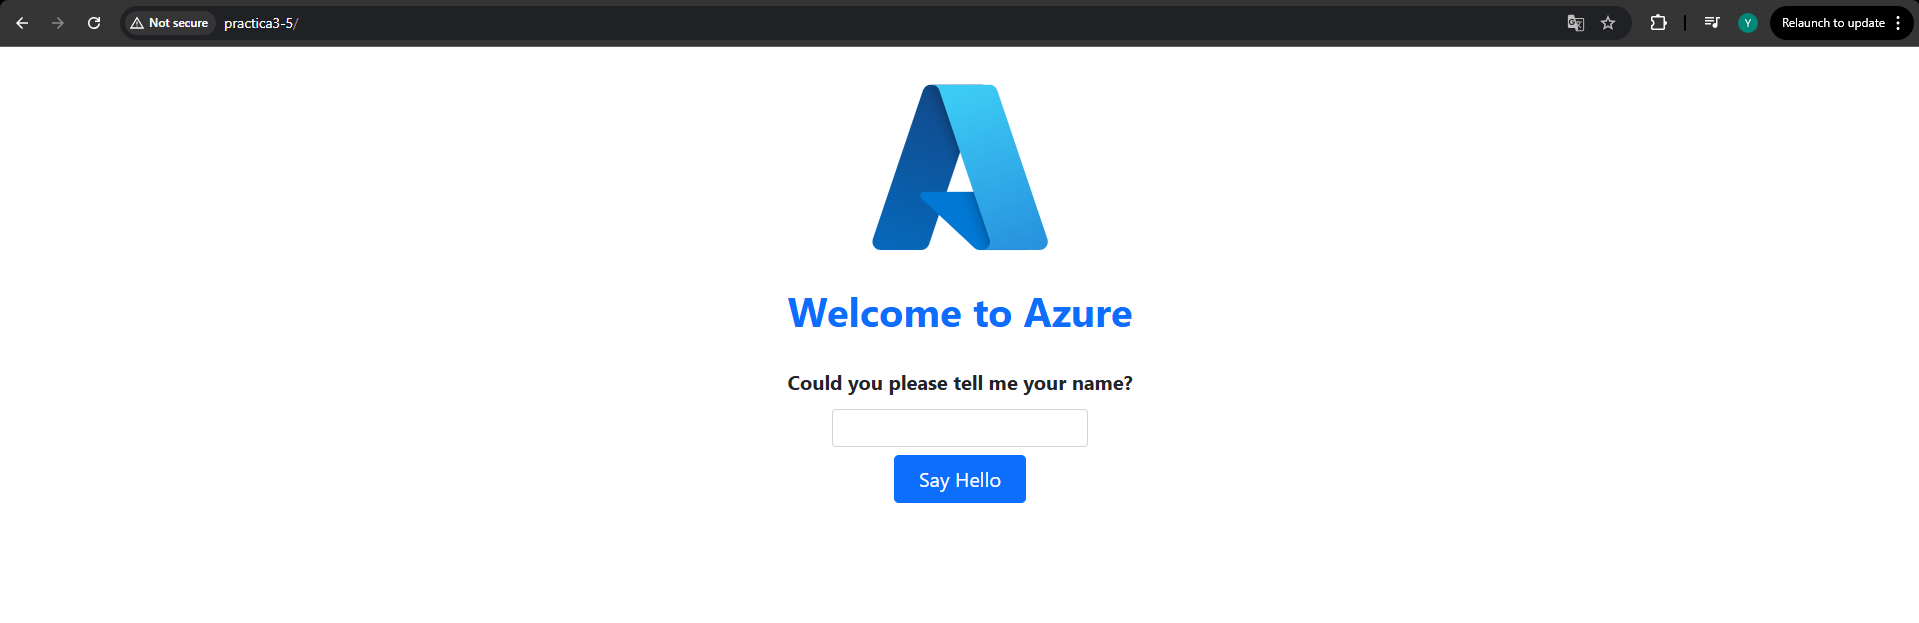 Not secure
practica3-5/
Y
Relaunch to update
Welcome to Azure
Could you please tell me your name?
Say Hello